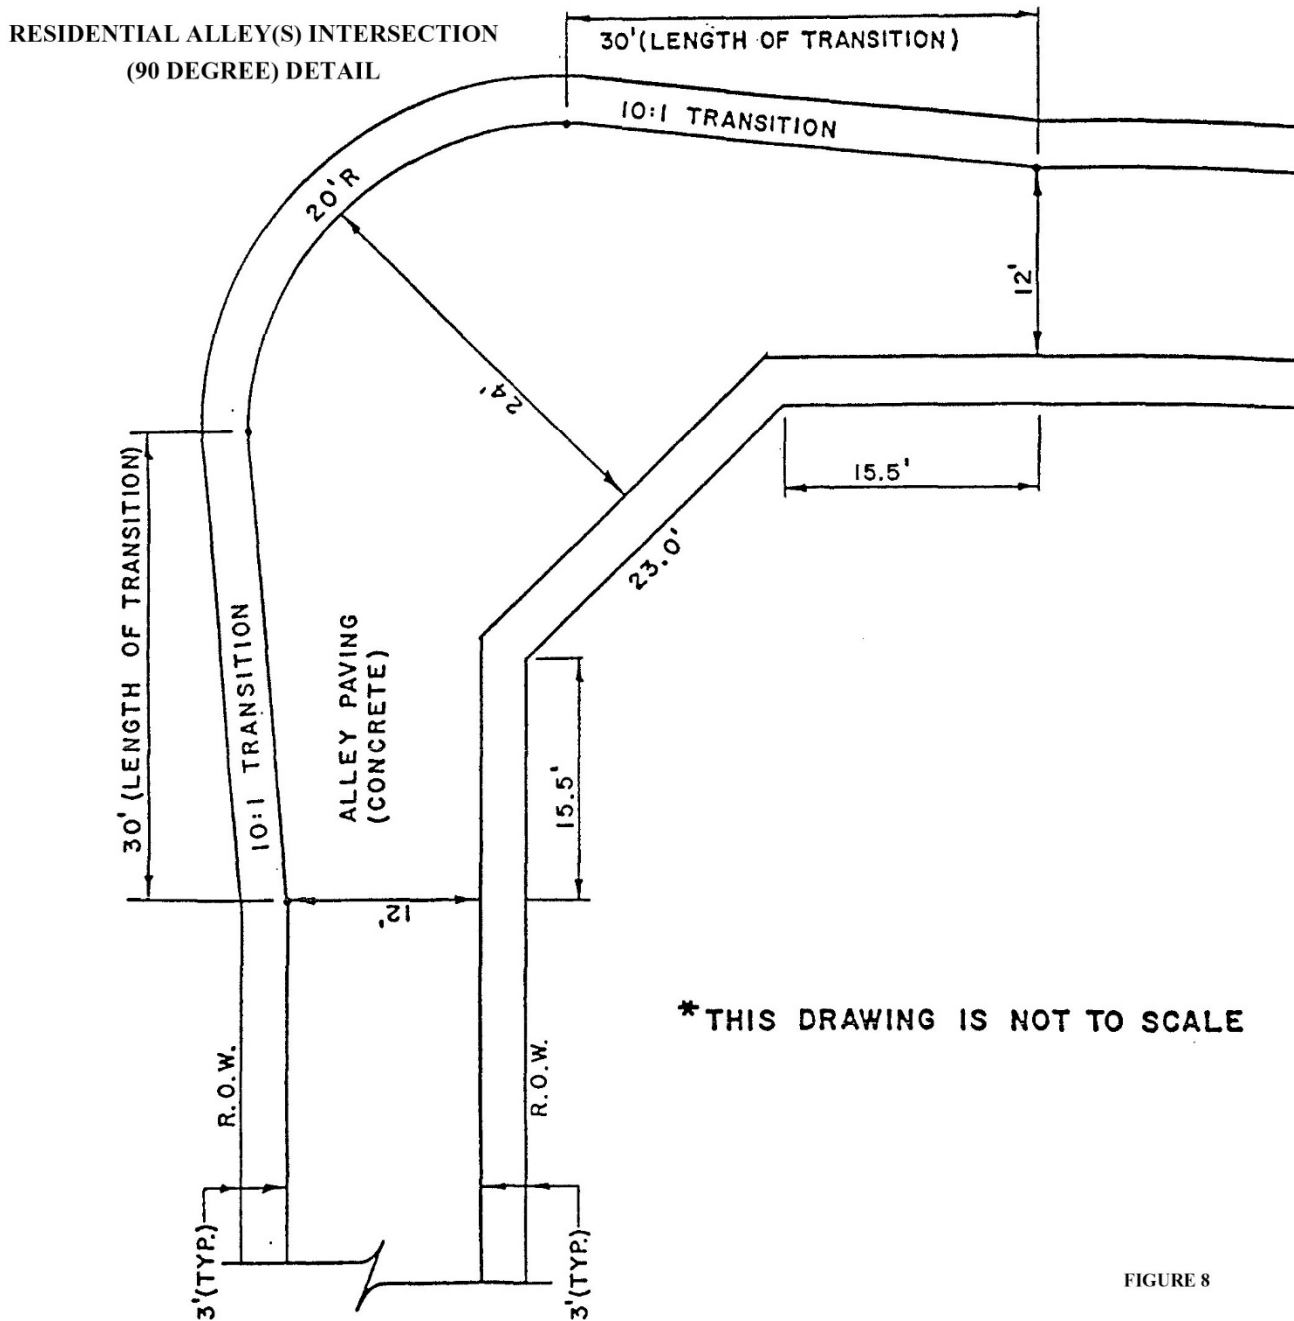 RESIDENTIAL ALLEY(S) INTERSECTION
(90 DEGREE) DETAIL
30'(LENGTH OF TRANSITION)
10:1 TRANSITION
20'R
12'
24'
15.5'
23.0'
30' (LENGTH OF TRANSITION)
10:1 TRANSITION
ALLEY PAVING
(CONCRETE)
15.5'
12'
*THIS DRAWING IS NOT TO SCALE
R.O.W.
R.O.W.
3'(TYP.)
3'(TYP.)
FIGURE 8